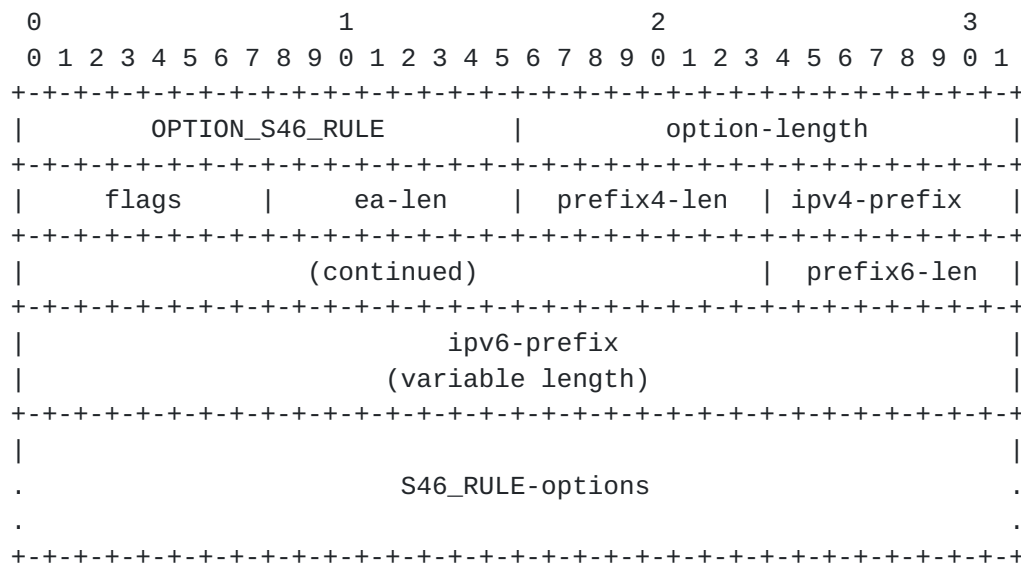 0                   1                   2                   3
 0 1 2 3 4 5 6 7 8 9 0 1 2 3 4 5 6 7 8 9 0 1 2 3 4 5 6 7 8 9 0 1
+-+-+-+-+-+-+-+-+-+-+-+-+-+-+-+-+-+-+-+-+-+-+-+-+-+-+-+-+-+-+-+-+
|        OPTION_S46_RULE        |         option-length         |
+-+-+-+-+-+-+-+-+-+-+-+-+-+-+-+-+-+-+-+-+-+-+-+-+-+-+-+-+-+-+-+-+
|     flags     |     ea-len    |  prefix4-len  | ipv4-prefix   |
+-+-+-+-+-+-+-+-+-+-+-+-+-+-+-+-+-+-+-+-+-+-+-+-+-+-+-+-+-+-+-+-+
|                  (continued)                  |  prefix6-len  |
+-+-+-+-+-+-+-+-+-+-+-+-+-+-+-+-+-+-+-+-+-+-+-+-+-+-+-+-+-+-+-+-+
|                           ipv6-prefix                         |
|                       (variable length)                       |
+-+-+-+-+-+-+-+-+-+-+-+-+-+-+-+-+-+-+-+-+-+-+-+-+-+-+-+-+-+-+-+-+
|                                                               |
.                        S46_RULE-options                       .
.                                                               .
+-+-+-+-+-+-+-+-+-+-+-+-+-+-+-+-+-+-+-+-+-+-+-+-+-+-+-+-+-+-+-+-+